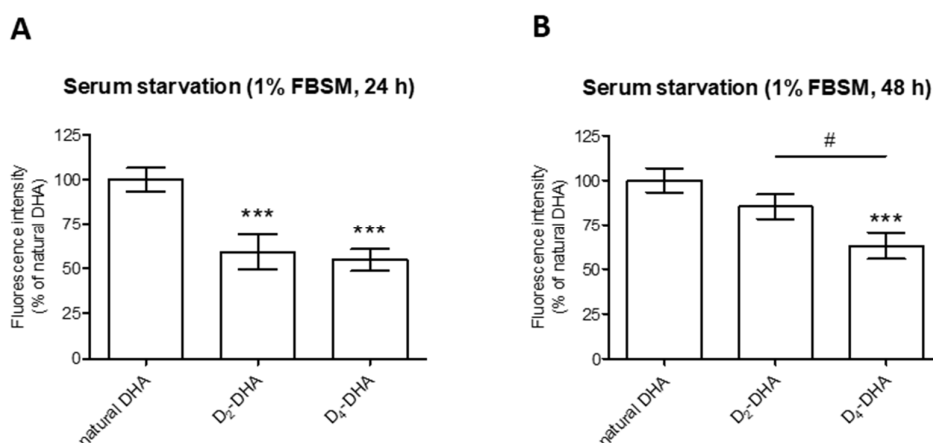 A
Serum starvation (1% FBSM, 24 h)
Fluorescence intensity
(% of natural DHA)
125
100
75
50
25
0
***
***
natural DHA
D₂-DHA
D₄-DHA
B
Serum starvation (1% FBSM, 48 h)
Fluorescence intensity
(% of natural DHA)
125
100
75
50
25
0
#
***
natural DHA
D₂-DHA
D₄-DHA